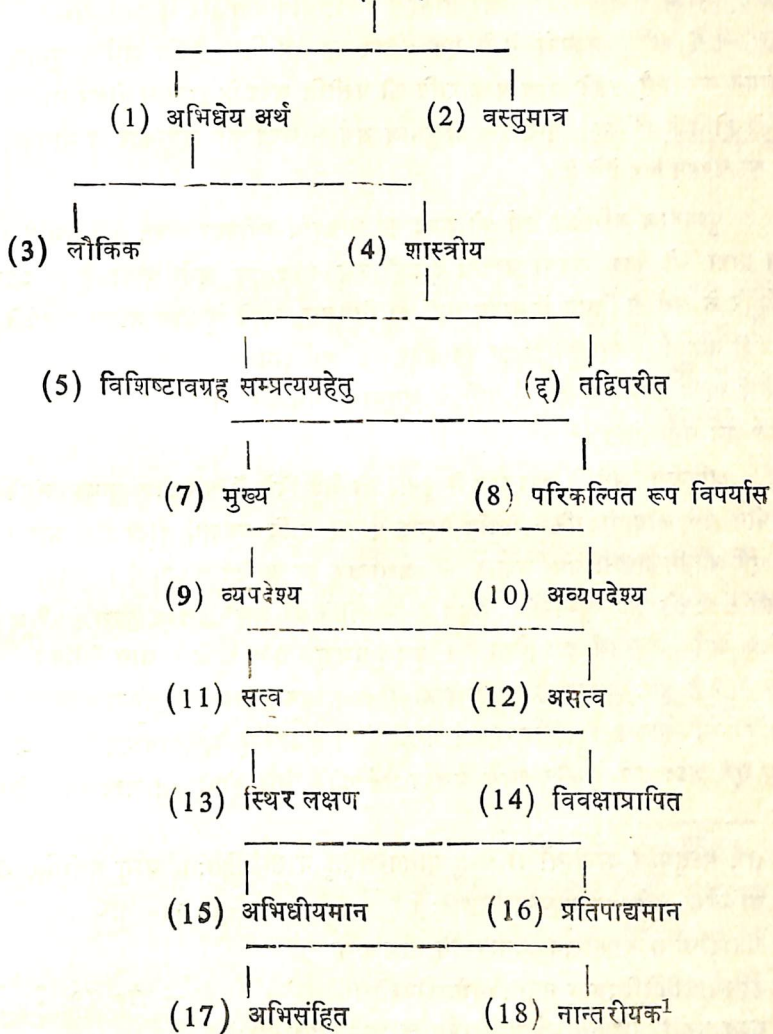 (1) अभिधेय अर्थ (2) वस्तुमात्र
(3) लौकिक (4) शास्त्रीय
(5) विशिष्टावग्रह सम्प्रत्ययहेतु (६) तद्विपरीत
(7) मुख्य (8) परिकल्पित रूप विपर्यास
(9) व्यपदेश्य (10) अव्यपदेश्य
(11) सत्व (12) असत्व
(13) स्थिर लक्षण (14) विवक्षाप्रापित
(15) अभिधीयमान (16) प्रतिपाद्यमान
(17) अभिसंहित (18) नान्तरीयक¹